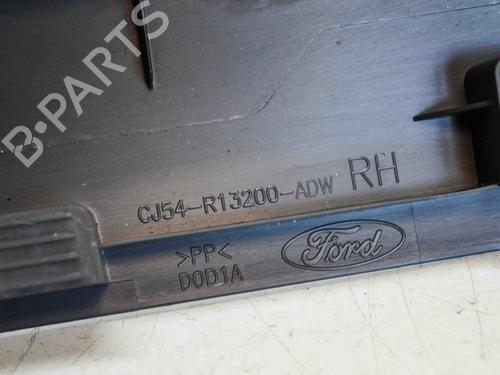 B-PARTS
CJ54-R13200-ADW RH
>PP<
D0D1A
Ford